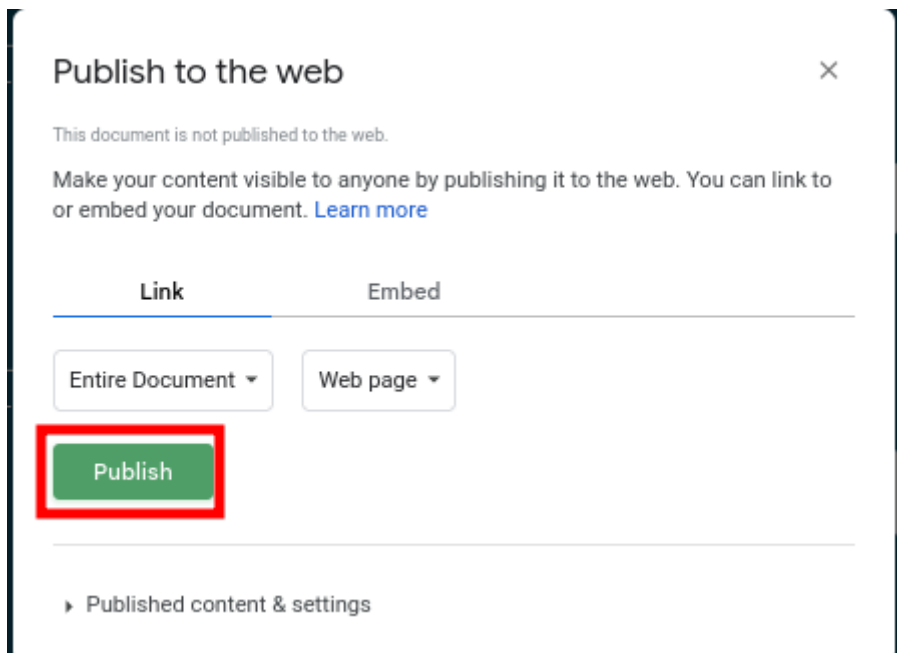 Publish to the web
This document is not published to the web.
Make your content visible to anyone by publishing it to the web. You can link to
or embed your document. Learn more
Link Embed
Entire Document Web page
Publish
Published content & settings